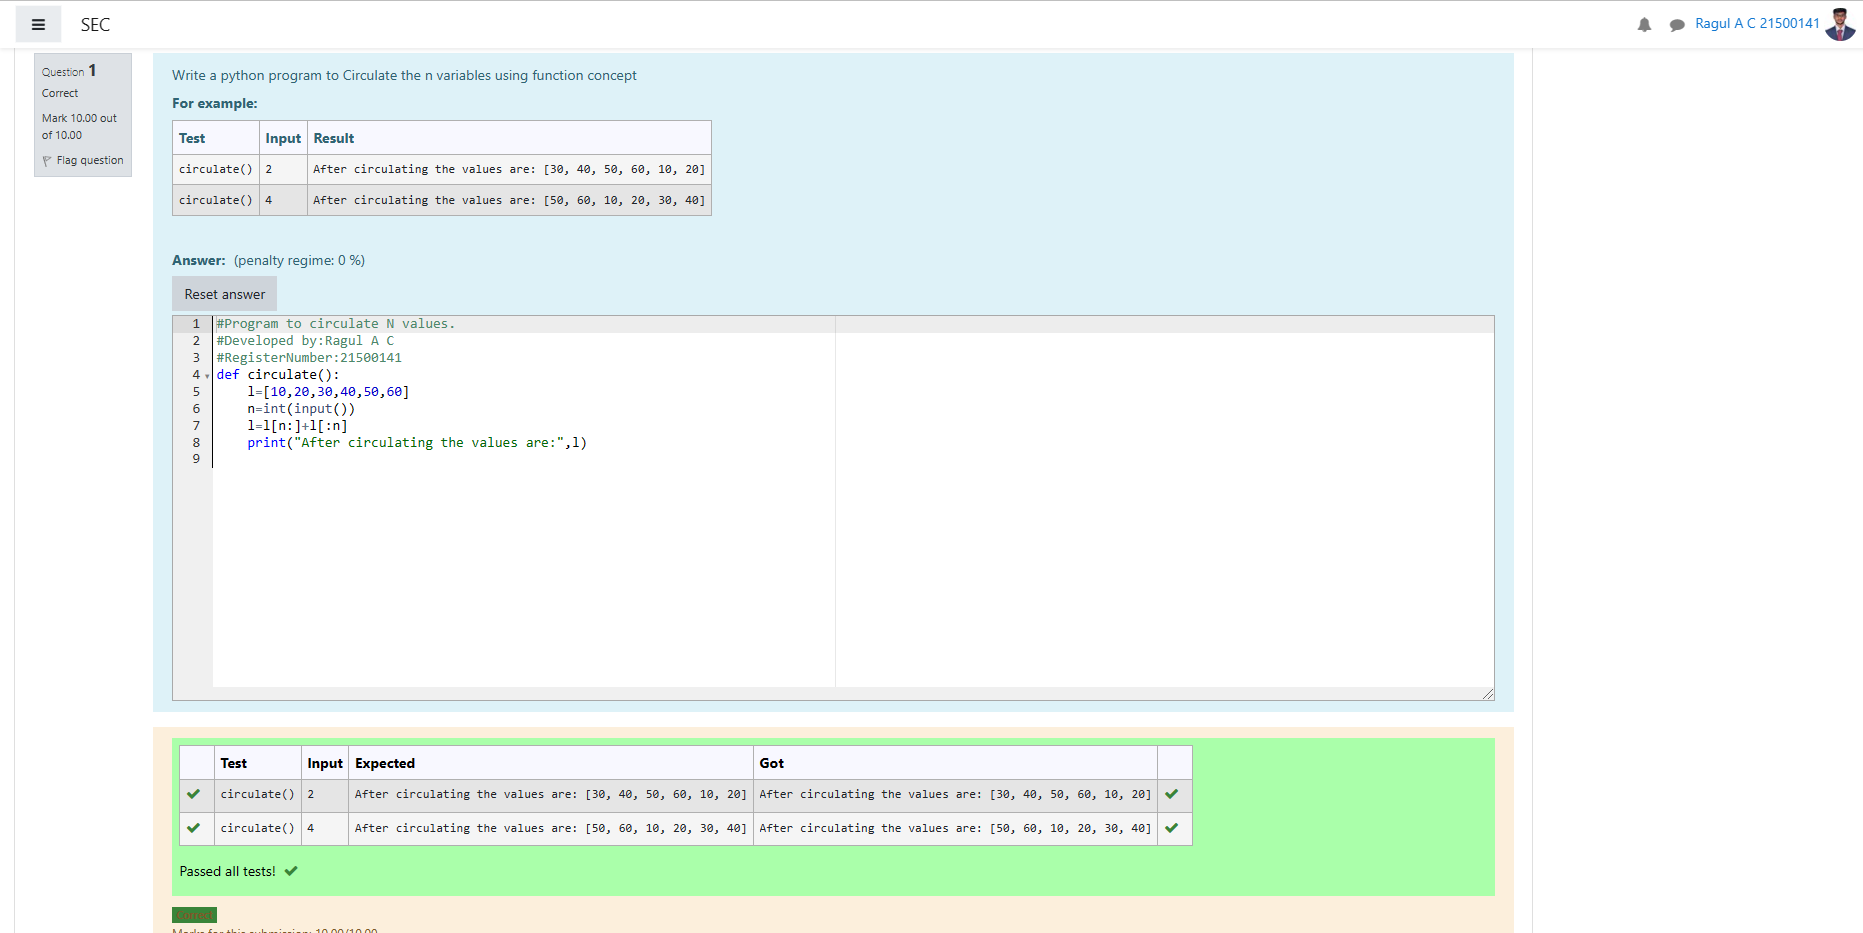 SEC
Ragul A C 21500141
Question 1
Correct
Mark 10.00 out
of 10.00
Flag question
Write a python program to Circulate the n variables using function concept
For example:
Test Input Result
circulate() 2 After circulating the values are: [30, 40, 50, 60, 10, 20]
circulate() 4 After circulating the values are: [50, 60, 10, 20, 30, 40]
Answer: (penalty regime: 0 %)
Reset answer
1 #Program to circulate N values.
2 #Developed by:Ragul A C
3 #RegisterNumber:21500141
4 def circulate():
5 l=[10,20,30,40,50,60]
6 n=int(input())
7 l=l[n:]+l[:n]
8 print("After circulating the values are:",l)
9
Test Input Expected Got
circulate() 2 After circulating the values are: [30, 40, 50, 60, 10, 20] After circulating the values are: [30, 40, 50, 60, 10, 20]
circulate() 4 After circulating the values are: [50, 60, 10, 20, 30, 40] After circulating the values are: [50, 60, 10, 20, 30, 40]
Passed all tests!
Correct
Marks for this submission: 10.00/10.00